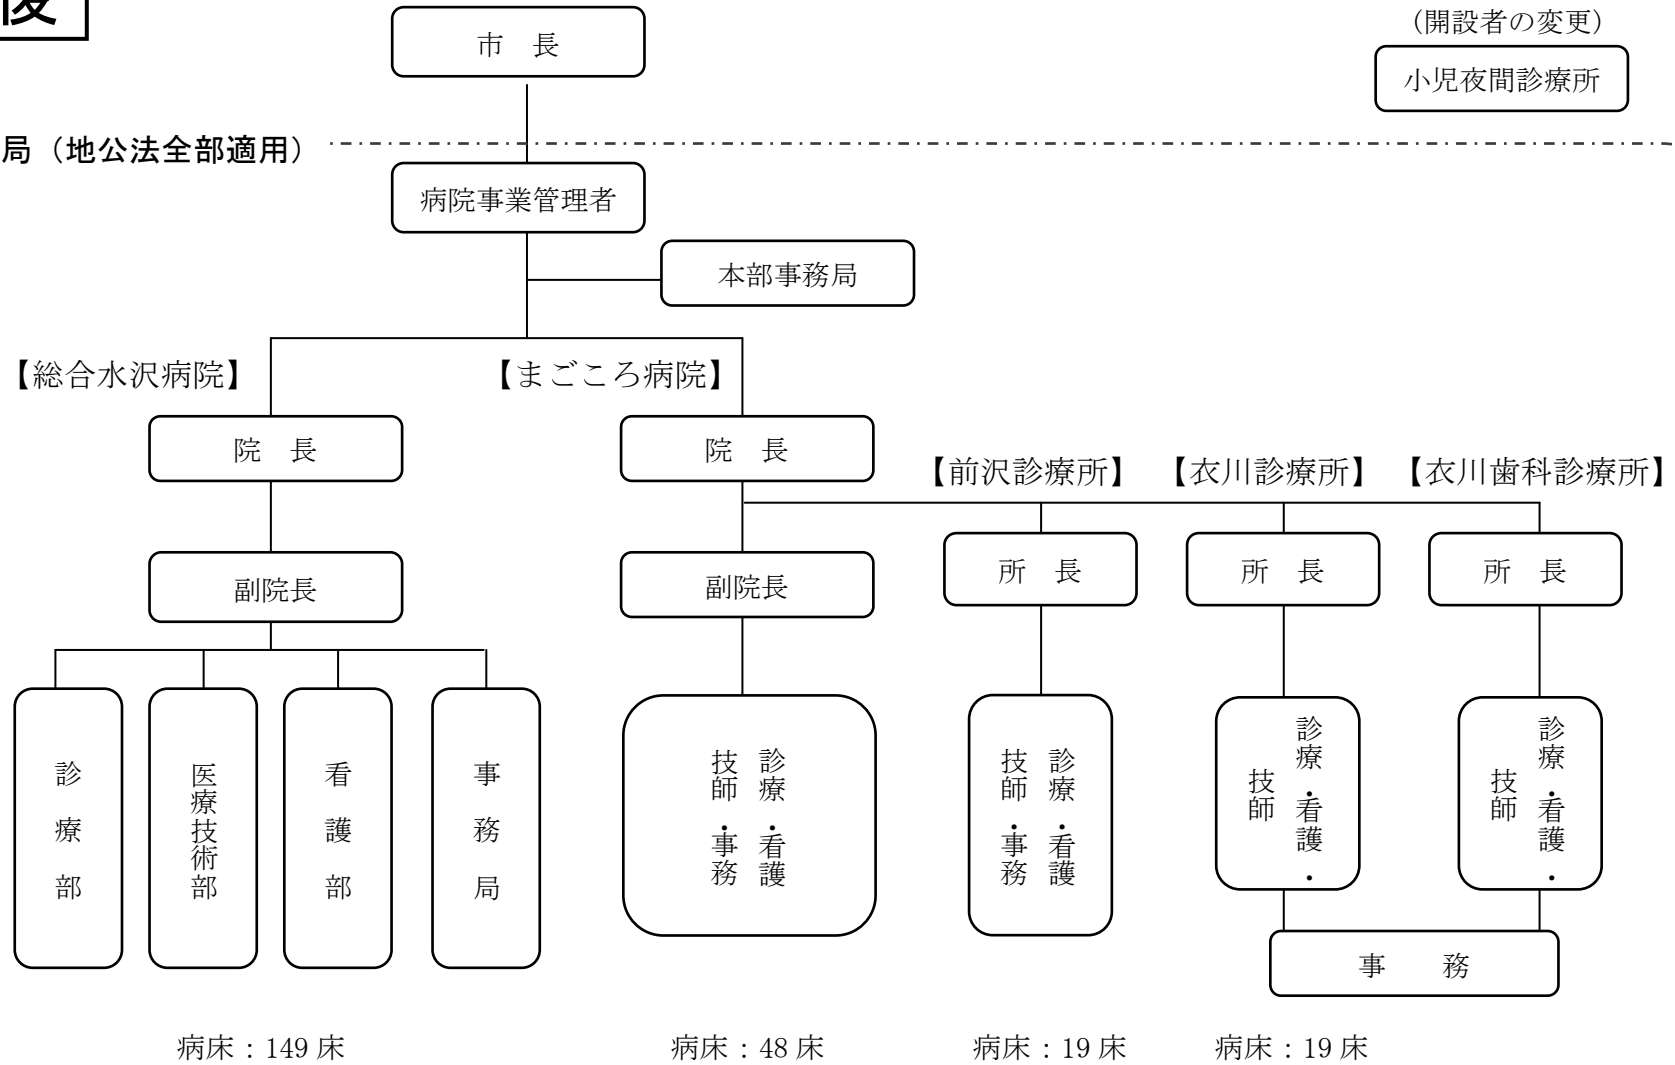 後
市　長
（開設者の変更）
小児夜間診療所
局（地公法全部適用）
病院事業管理者
本部事務局
【総合水沢病院】
【まごころ病院】
院　長
院　長
【前沢診療所】
【衣川診療所】
【衣川歯科診療所】
副院長
副院長
所　長
所　長
所　長
診療部
医療技術部
看護部
事務局
診療・看護
技師・事務
診療・看護
技師・事務
診療・看護・
技師
診療・看護・
技師
事　務
病床：149 床
病床：48 床
病床：19 床
病床：19 床